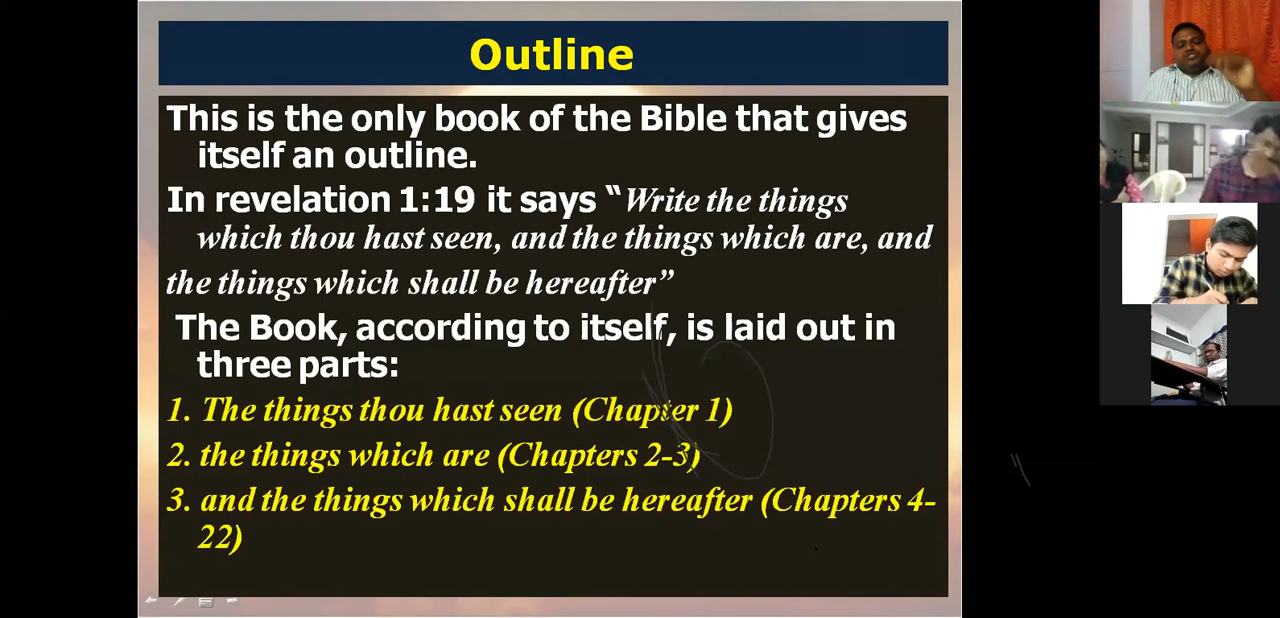 Outline
This is the only book of the Bible that gives
itself an outline.
In revelation 1:19 it says “Write the things
which thou hast seen, and the things which are, and
the things which shall be hereafter”
The Book, according to itself, is laid out in
three parts:
1. The things thou hast seen (Chapter 1)
2. the things which are (Chapters 2-3)
3. and the things which shall be hereafter (Chapters 4-
22)